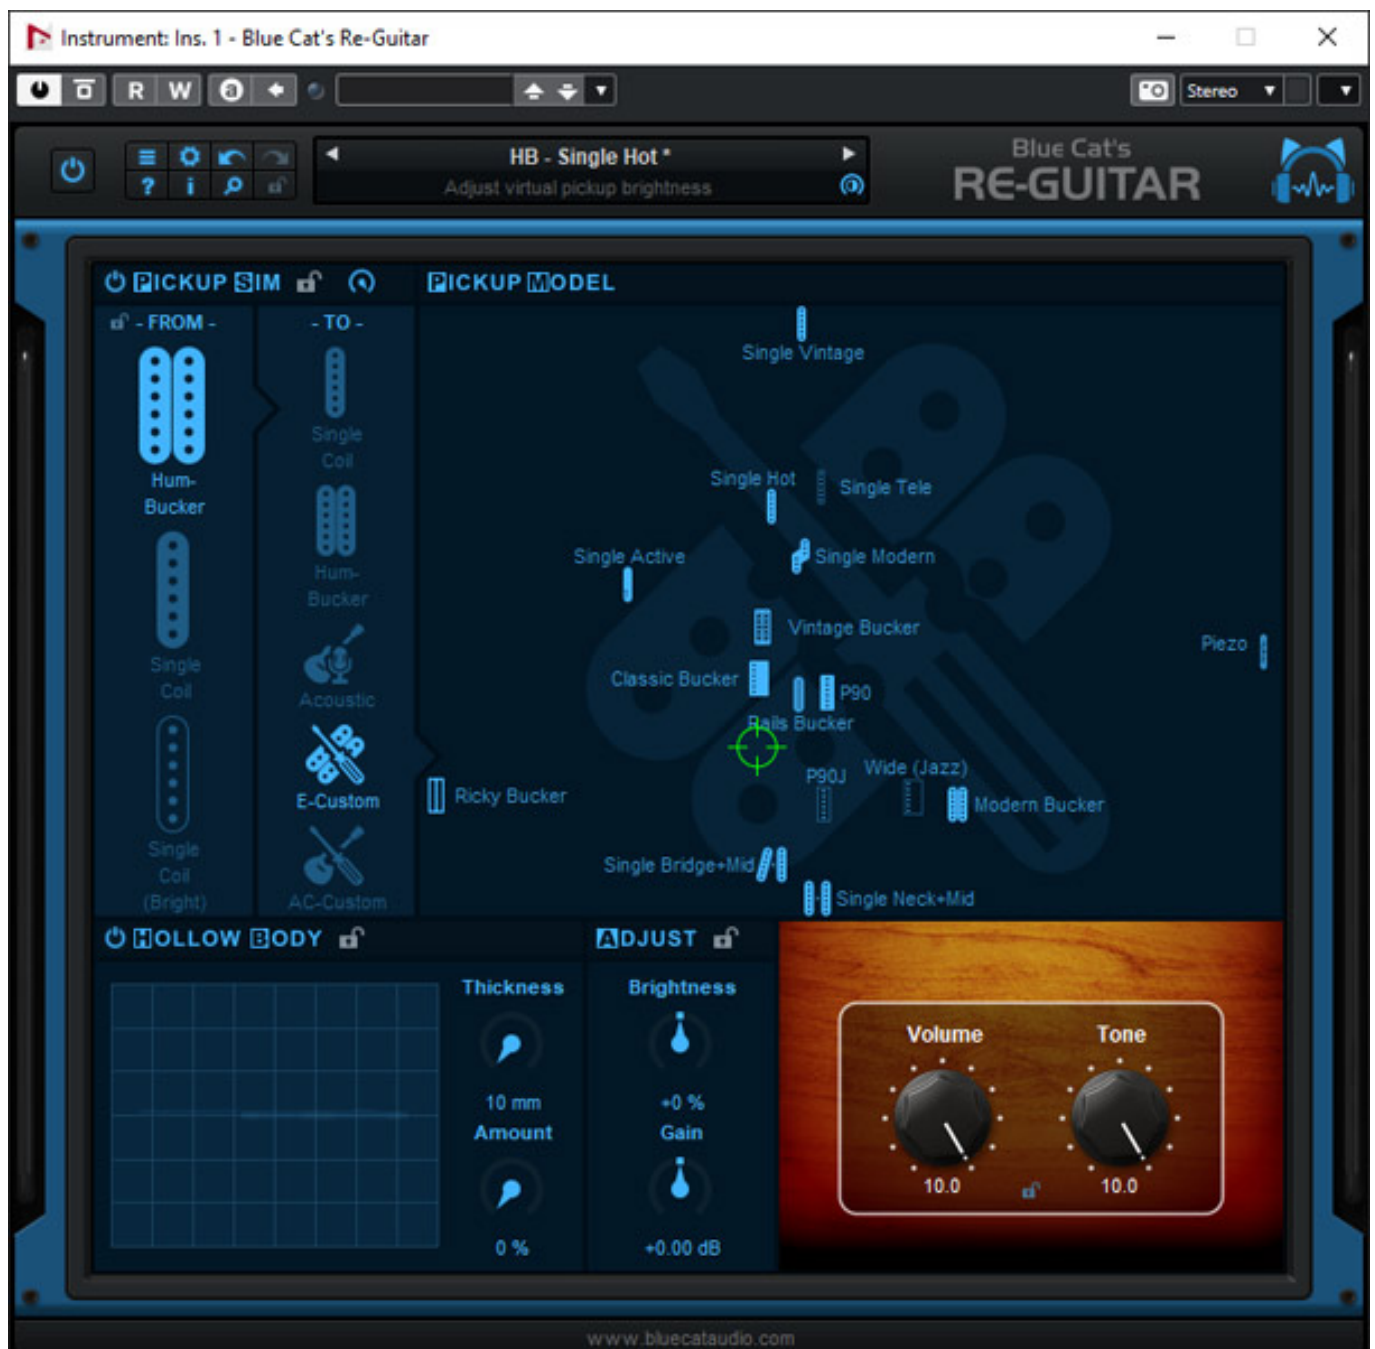 Instrument: Ins. 1 - Blue Cat's Re-Guitar
R W a
Stereo
HB - Single Hot *
Adjust virtual pickup brightness
? i
Blue Cat's
RE-GUITAR
PICKUP SIM
PICKUP MODEL
- FROM -
- TO -
Hum-
Bucker
Single
Coil
Single
Coil
(Bright)
Single
Coil
Hum-
Bucker
Acoustic
E-Custom
AC-Custom
Single Vintage
Single Hot
Single Tele
Single Active
Single Modern
Vintage Bucker
Piezo
Classic Bucker
P90
Rails Bucker
P90J
Wide (Jazz)
Ricky Bucker
Modern Bucker
Single Bridge+Mid
Single Neck+Mid
HOLLOW BODY
Thickness
10 mm
Amount
0 %
ADJUST
Brightness
+0 %
Gain
+0.00 dB
Volume
Tone
10.0
10.0
www.bluecataudio.com